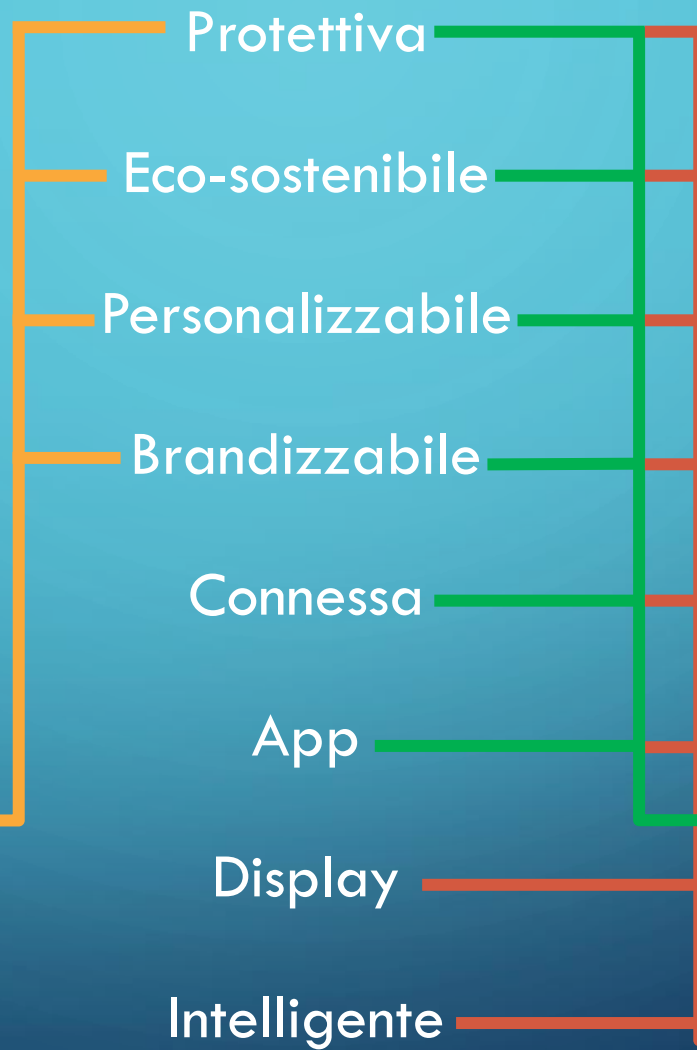 Protettiva
Eco-sostenibile
Personalizzabile
Brandizzabile
Connessa
App
Display
Intelligente